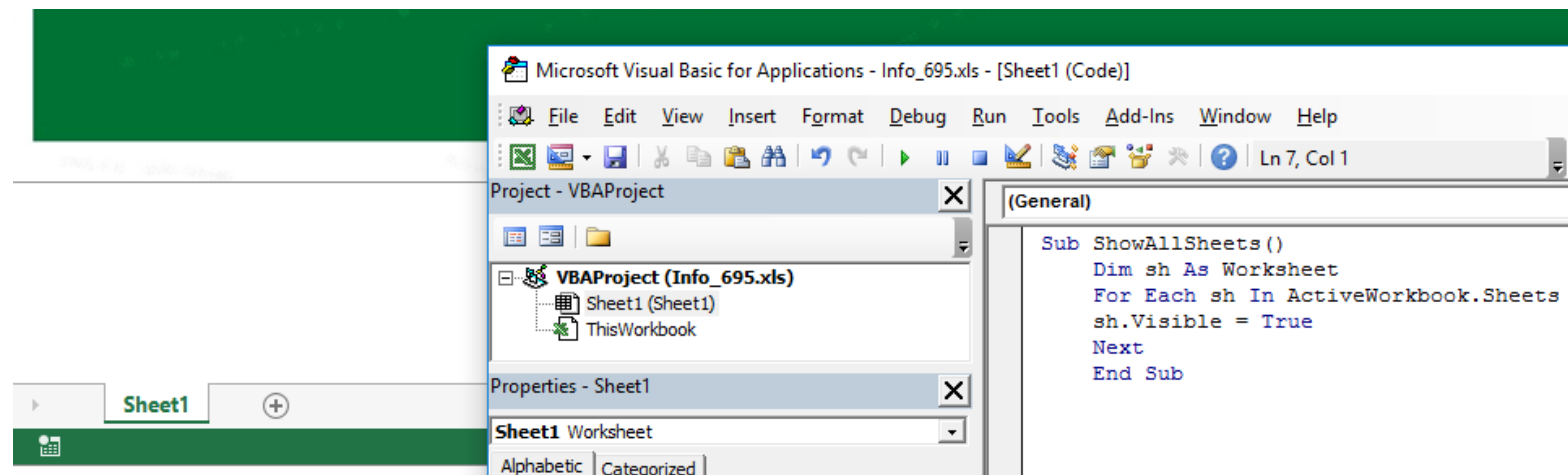 Microsoft Visual Basic for Applications - Info_695.xls - [Sheet1 (Code)]
File Edit View Insert Format Debug Run Tools Add-Ins Window Help
Ln 7, Col 1
Project - VBAProject
(General)
VBAProject (Info_695.xls)
Sheet1 (Sheet1)
ThisWorkbook
Sub ShowAllSheets()
Dim sh As Worksheet
For Each sh In ActiveWorkbook.Sheets
sh.Visible = True
Next
End Sub
Properties - Sheet1
Sheet1 Worksheet
Alphabetic Categorized
Sheet1